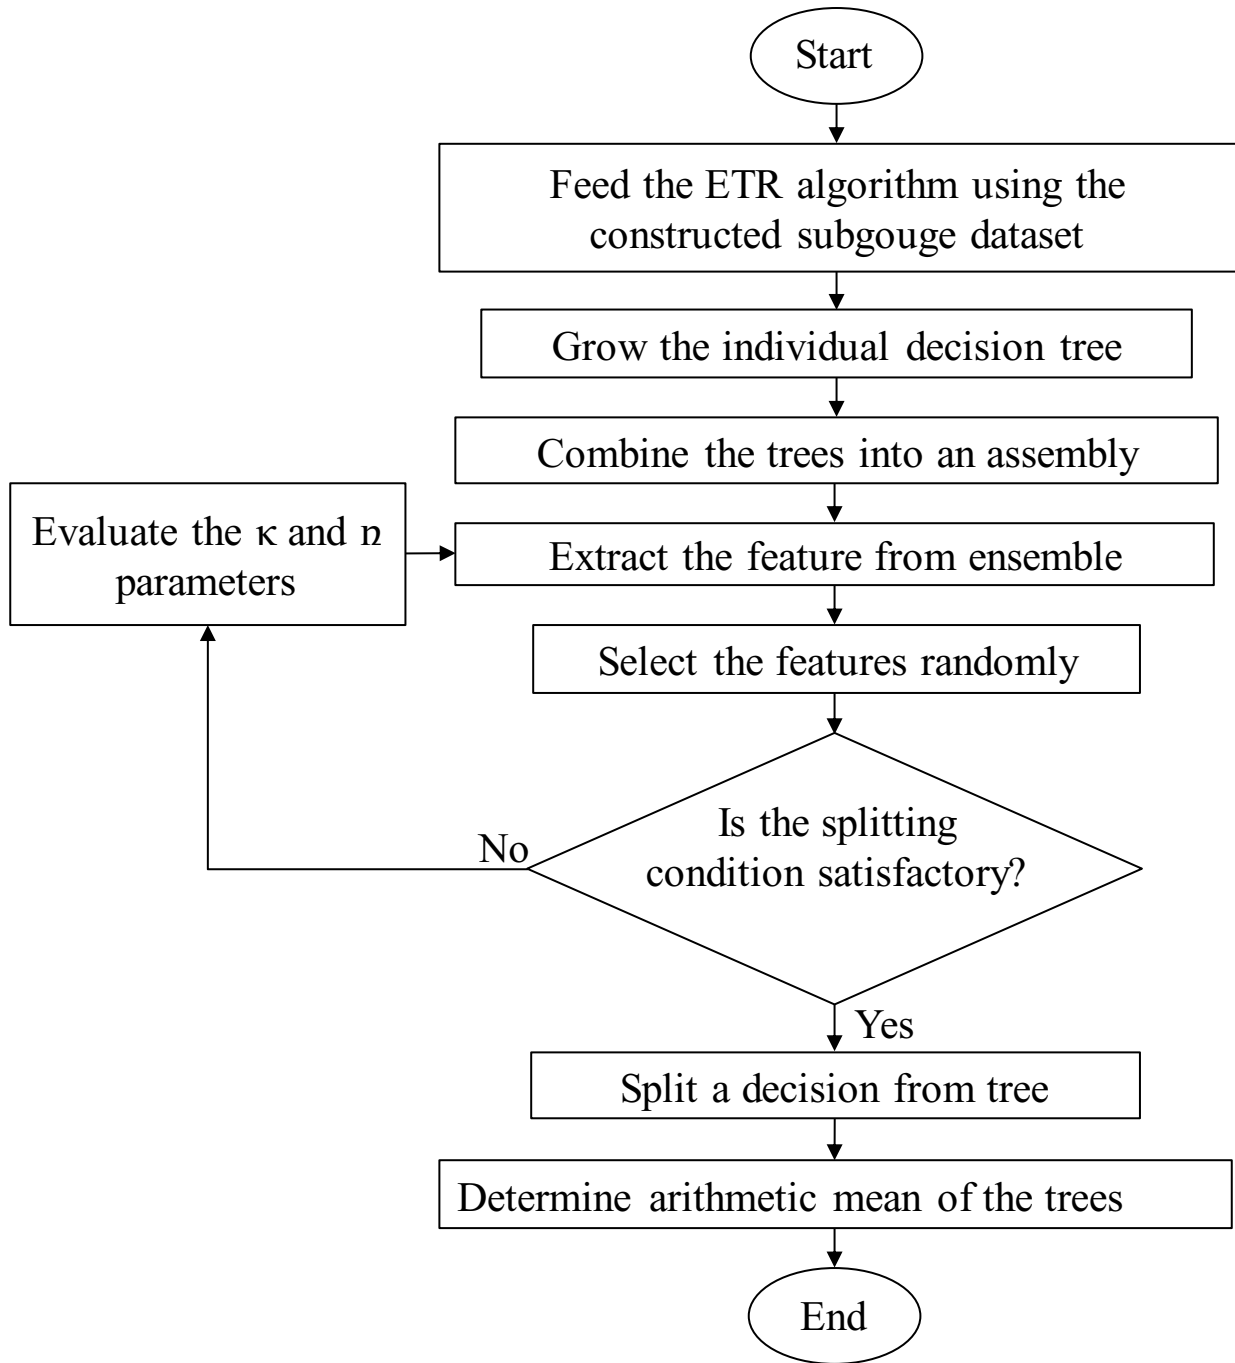 Start
Feed the ETR algorithm using the
constructed subgouge dataset
Grow the individual decision tree
Combine the trees into an assembly
Evaluate the κ and n
parameters
Extract the feature from ensemble
Select the features randomly
Is the splitting
condition satisfactory?
No
Yes
Split a decision from tree
Determine arithmetic mean of the trees
End